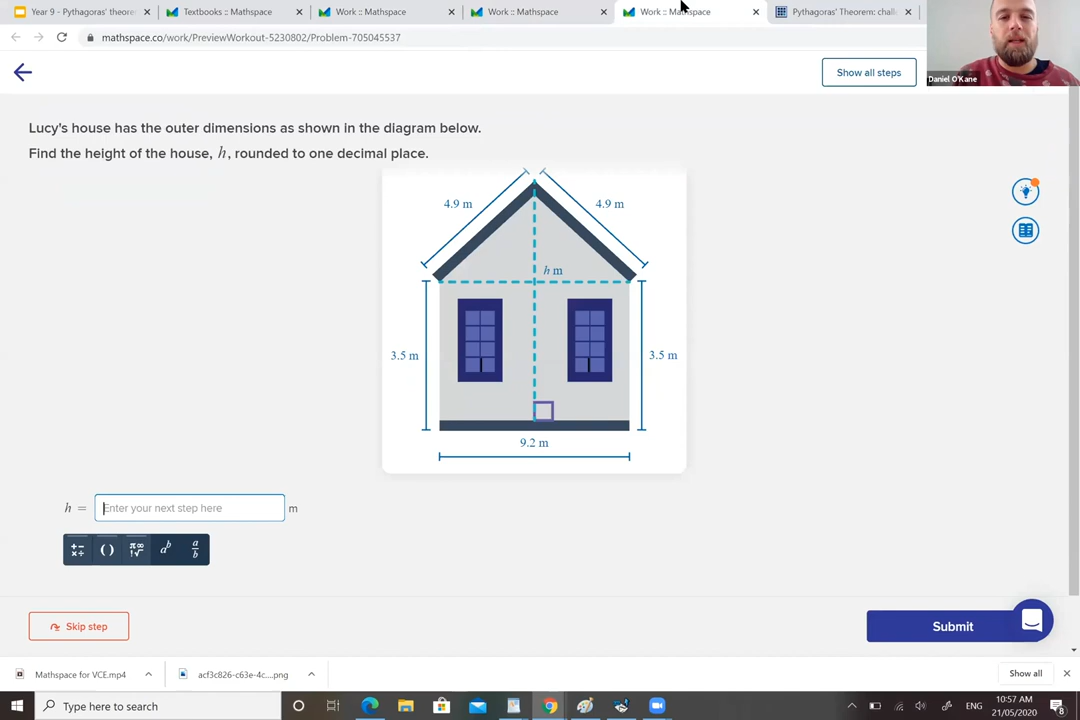 Year 9 - Pythagoras' theore
Textbooks :: Mathspace
Work :: Mathspace
Work :: Mathspace
Work :: Mathspace
Pythagoras' Theorem: chall
mathspace.co/work/PreviewWorkout-5230802/Problem-705045537
Show all steps
Daniel O'Kane
Lucy's house has the outer dimensions as shown in the diagram below.
Find the height of the house, h, rounded to one decimal place.
4.9 m
4.9 m
h m
3.5 m
3.5 m
9.2 m
h =
Enter your next step here
m
+− ×÷
( )
π∞ !√
a^b
a/b
Skip step
Submit
Mathspace for VCE.mp4
acf3c826-c63e-4c....png
Show all
Type here to search
ENG
10:57 AM
21/05/2020
8